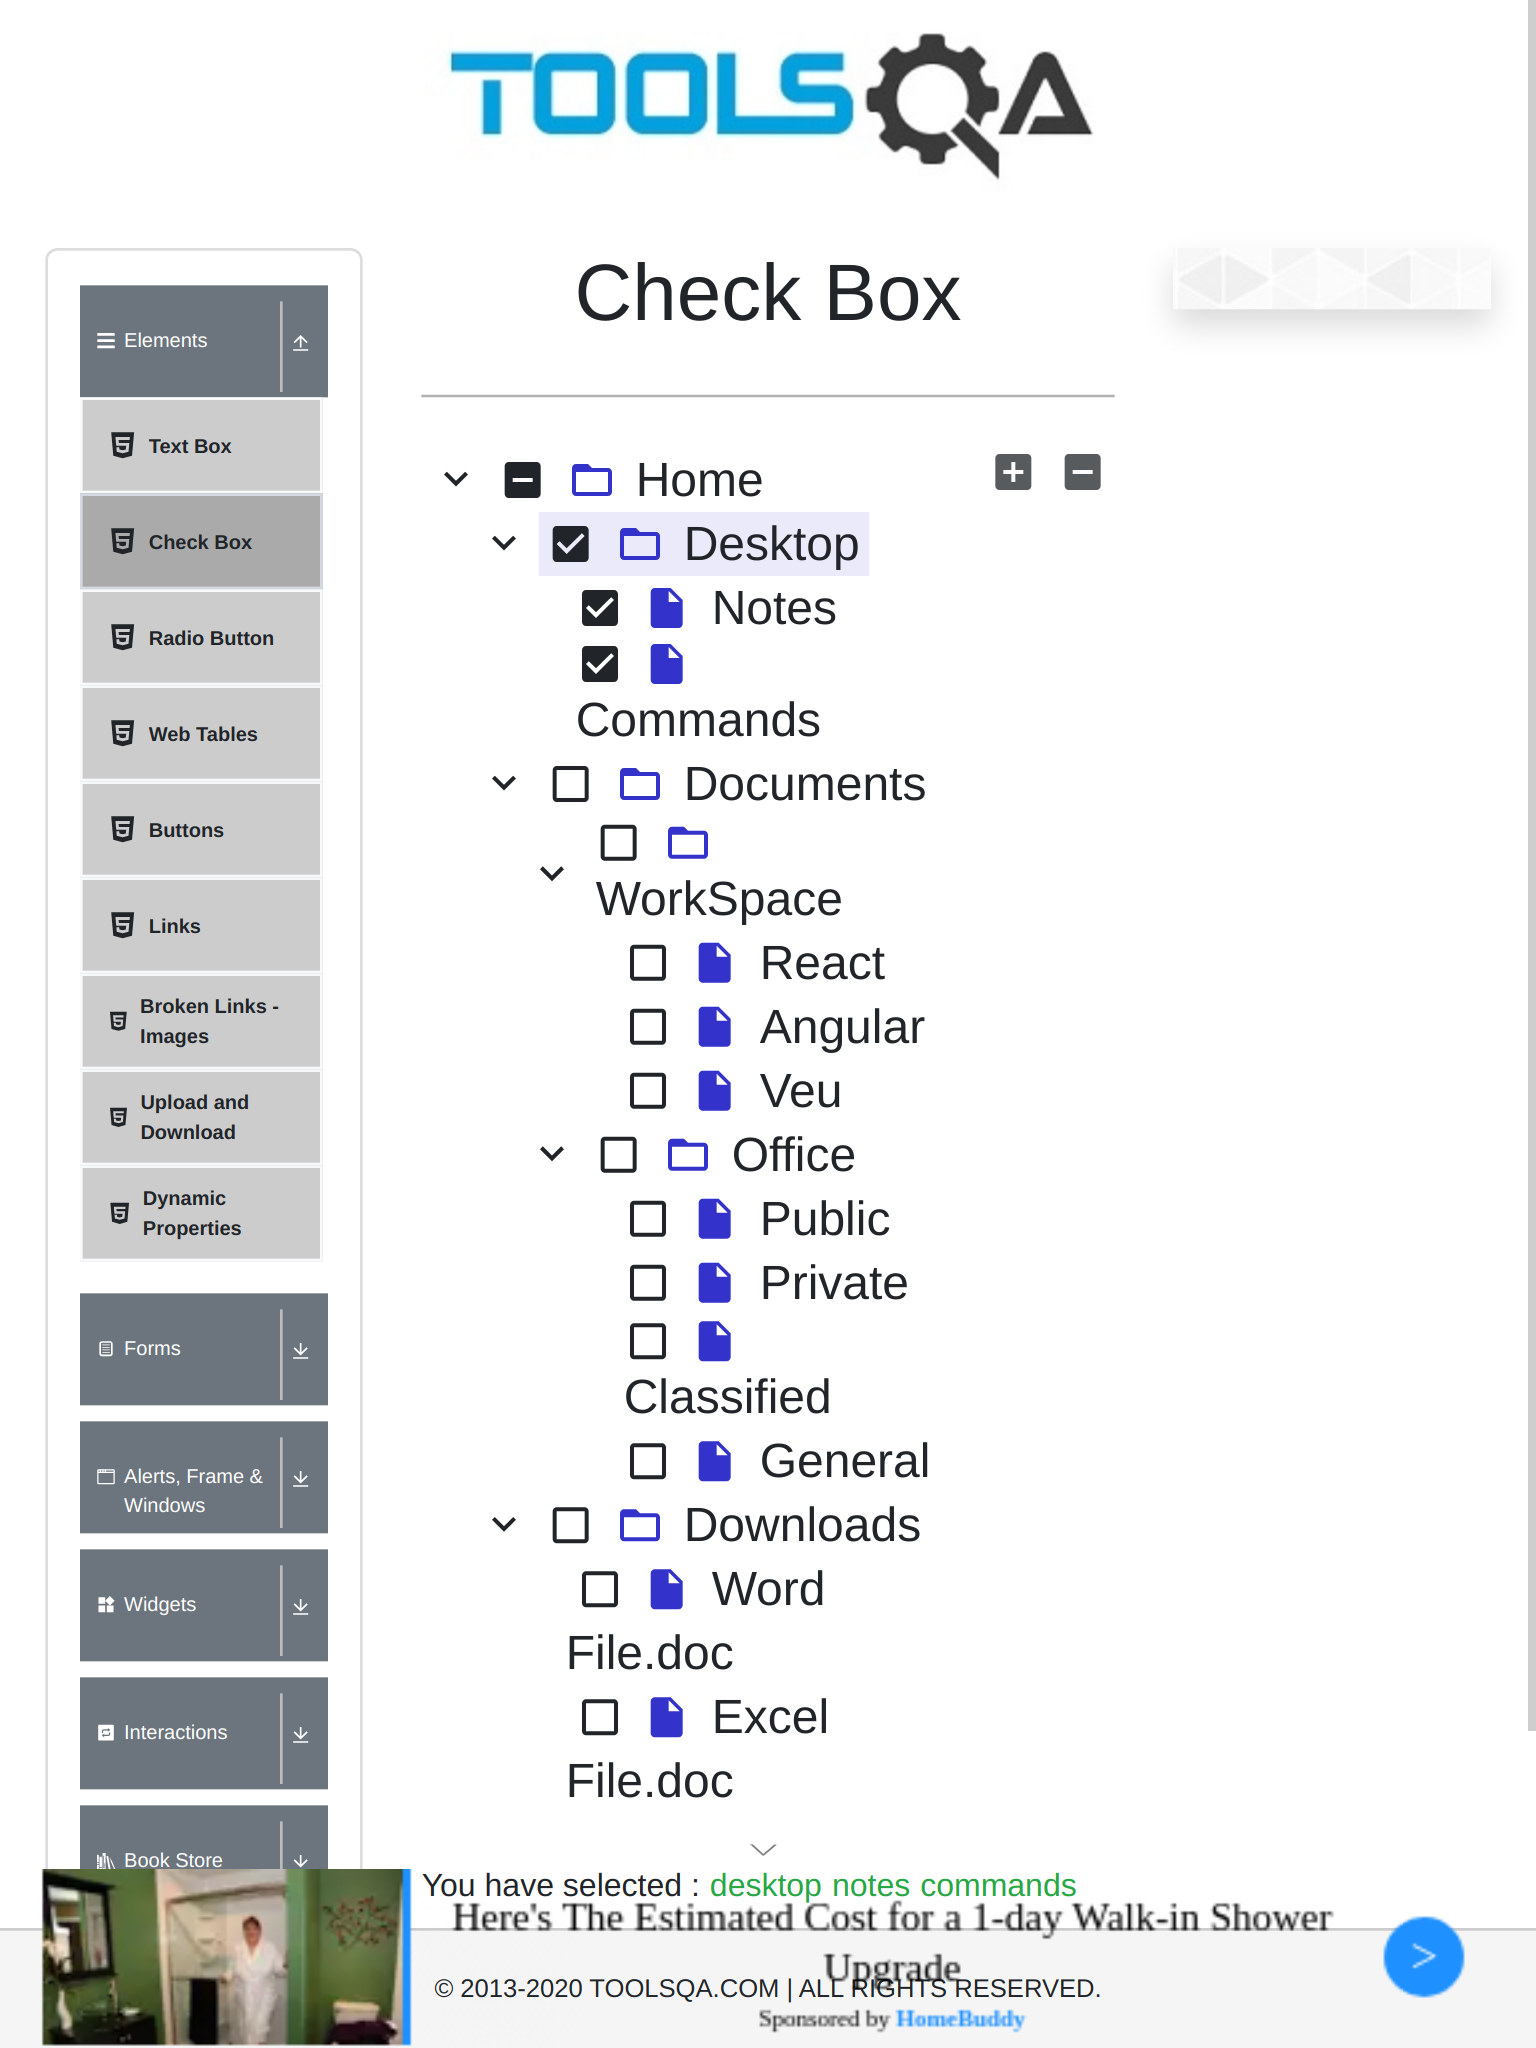 TOOLSQA
Check Box
Elements
Text Box
Check Box
Radio Button
Web Tables
Buttons
Links
Broken Links -
Images
Upload and
Download
Dynamic
Properties
Forms
Alerts, Frame &
Windows
Widgets
Interactions
Book Store
Home
Desktop
Notes
Commands
Documents
WorkSpace
React
Angular
Veu
Office
Public
Private
Classified
General
Downloads
Word
File.doc
Excel
File.doc
You have selected : desktop notes commands
Here's The Estimated Cost for a 1-day Walk-in Shower
Upgrade
© 2013-2020 TOOLSQA.COM | ALL RIGHTS RESERVED.
Sponsored by HomeBuddy